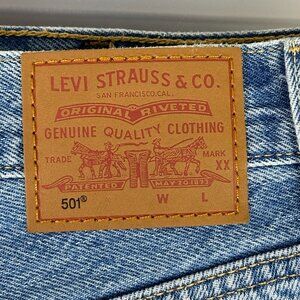 LEVI STRAUSS & CO.
SAN FRANCISCO, CAL.
ORIGINAL RIVETED
GENUINE QUALITY CLOTHING
TRADE MARK
XX
PATENTED MAY 20 1873
501® W L